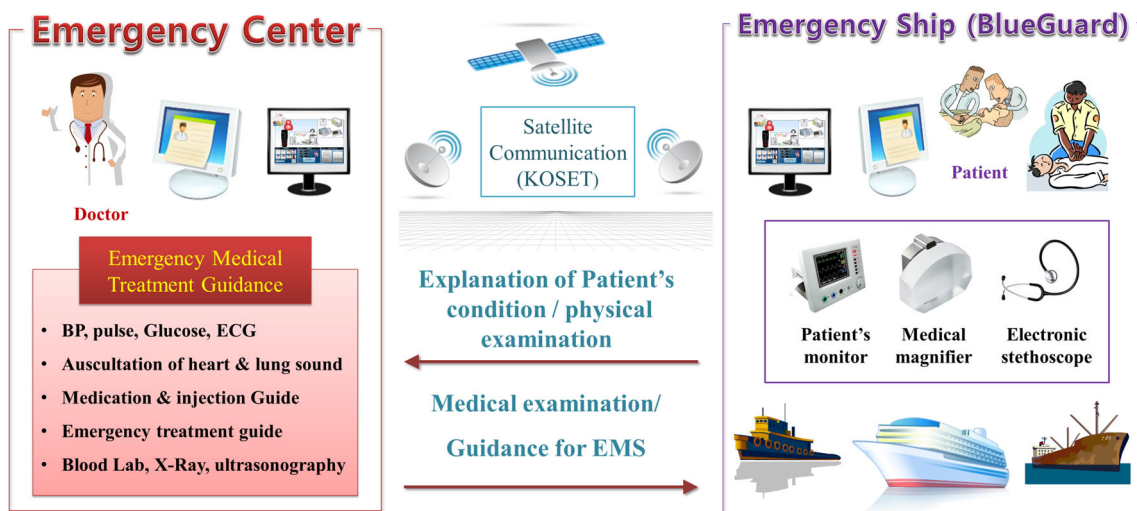 Emergency Center
Doctor
Emergency Medical
Treatment Guidance
• BP, pulse, Glucose, ECG
• Auscultation of heart & lung sound
• Medication & injection Guide
• Emergency treatment guide
• Blood Lab, X-Ray, ultrasonography
Satellite
Communication
(KOSET)
Explanation of Patient's
condition / physical
examination
Medical examination/
Guidance for EMS
Emergency Ship (BlueGuard)
Patient
Patient's
monitor
Medical
magnifier
Electronic
stethoscope